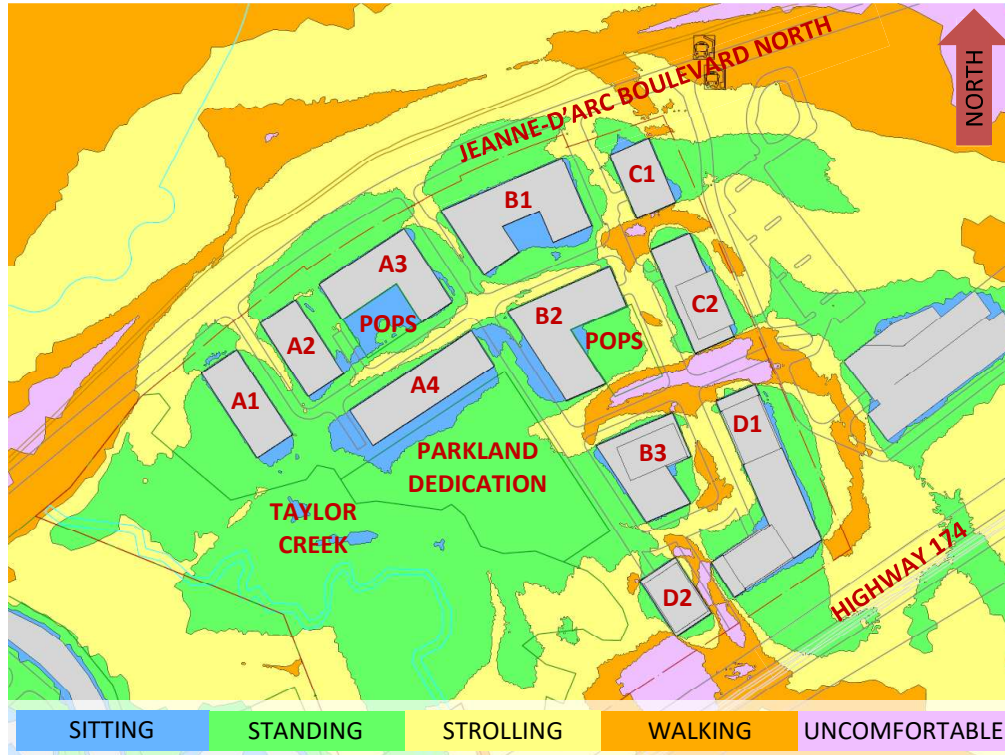 NORTH
JEANNE-D'ARC BOULEVARD NORTH
C1
B1
A3
C2
POPS
B2
POPS
A2
A4
A1
D1
B3
PARKLAND
DEDICATION
TAYLOR
CREEK
HIGHWAY 174
D2
SITTING
STANDING
STROLLING
WALKING
UNCOMFORTABLE